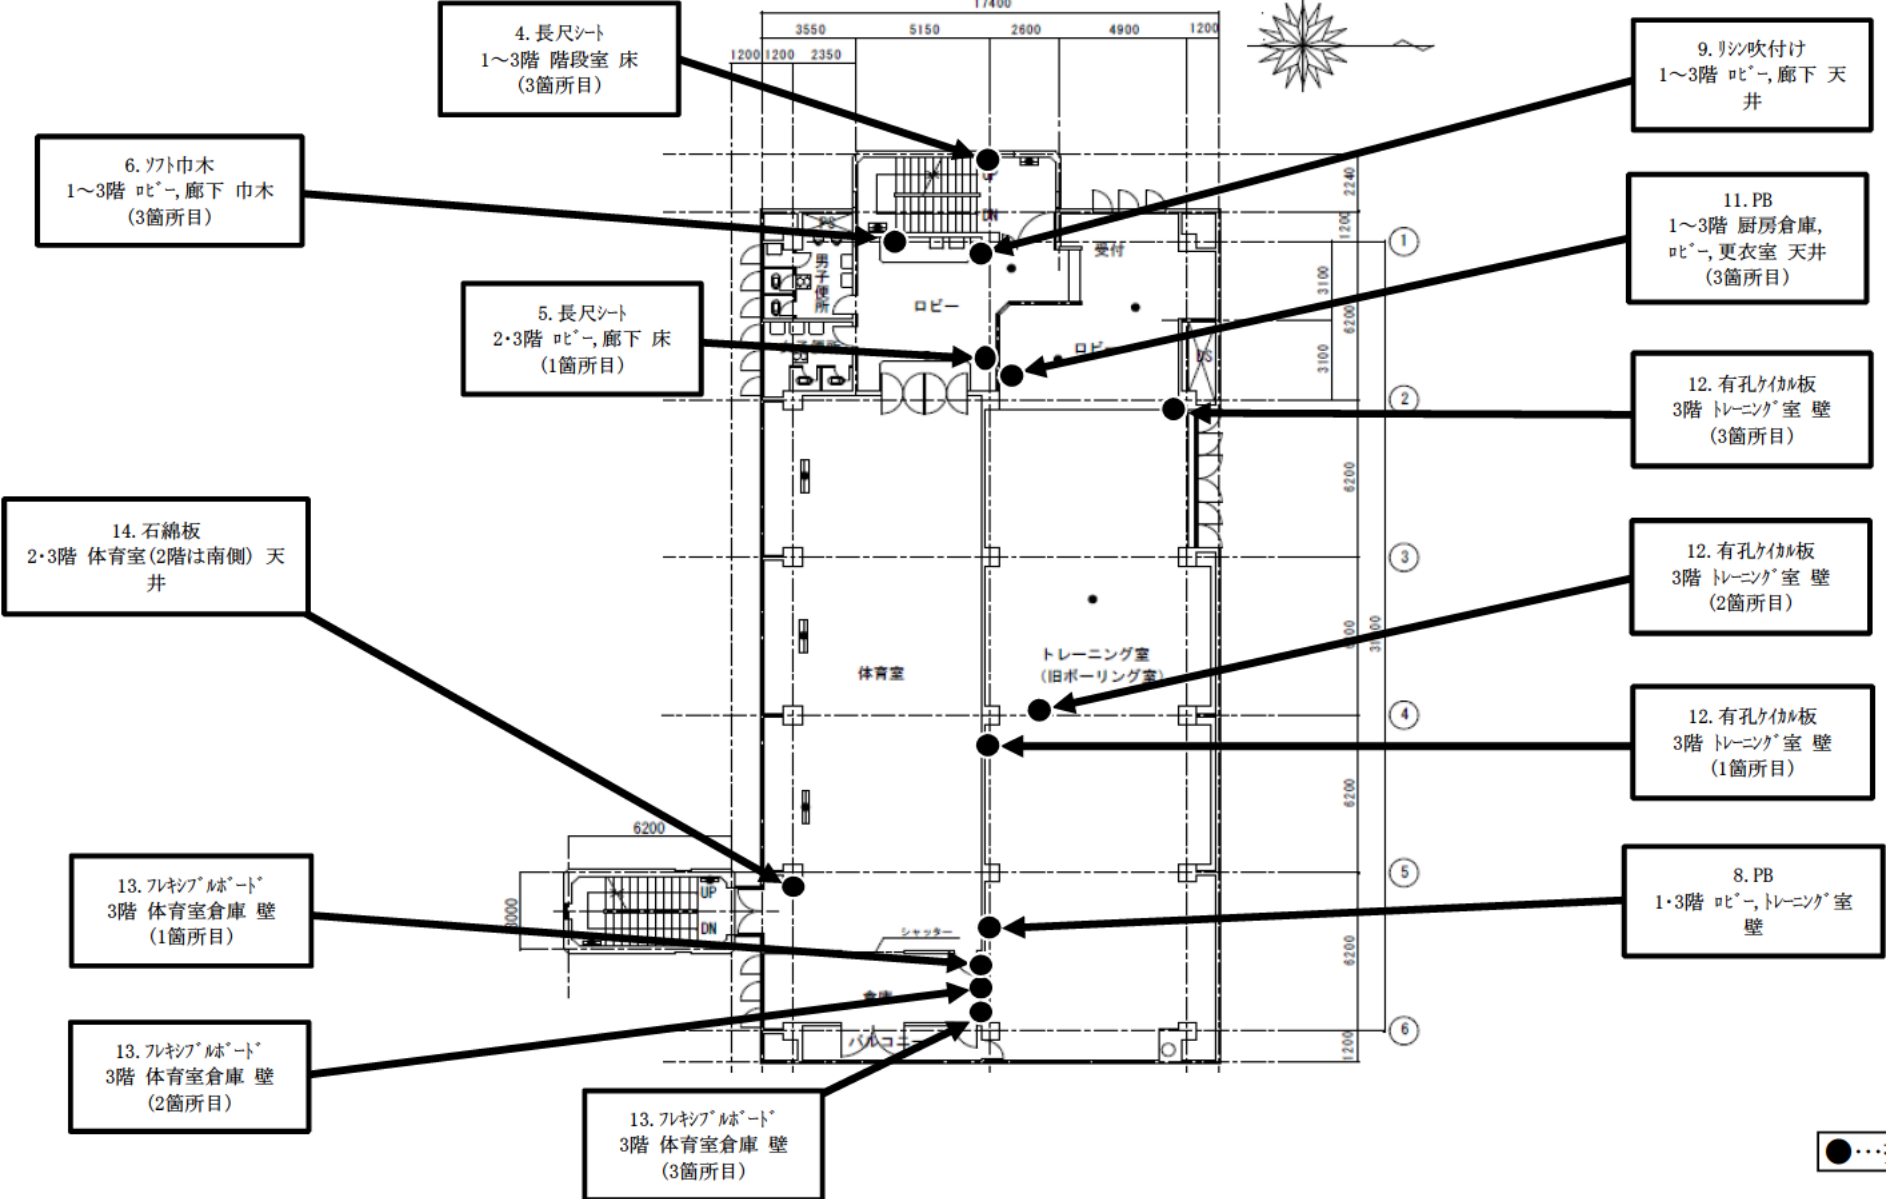 17400
3550 5150 2600 4900 1200
1200 1200 2350
4.長尺シート
1～3階 階段室 床
(3箇所目)
9.ﾘｼﾝ吹付け
1～3階 ﾛﾋﾞｰ,廊下 天
井
6.ｿﾌﾄ巾木
1～3階 ﾛﾋﾞｰ,廊下 巾木
(3箇所目)
11.PB
1～3階 厨房倉庫,
ﾛﾋﾞｰ,更衣室 天井
(3箇所目)
5.長尺シート
2･3階 ﾛﾋﾞｰ,廊下 床
(1箇所目)
12.有孔ｹｲｶﾙ板
3階 ﾄﾚｰﾆﾝｸﾞ室 壁
(3箇所目)
14.石綿板
2･3階 体育室(2階は南側) 天
井
12.有孔ｹｲｶﾙ板
3階 ﾄﾚｰﾆﾝｸﾞ室 壁
(2箇所目)
12.有孔ｹｲｶﾙ板
3階 ﾄﾚｰﾆﾝｸﾞ室 壁
(1箇所目)
13.ﾌﾚｷｼﾌﾞﾙﾎﾞｰﾄﾞ
3階 体育室倉庫 壁
(1箇所目)
8.PB
1･3階 ﾛﾋﾞｰ,ﾄﾚｰﾆﾝｸﾞ室
壁
13.ﾌﾚｷｼﾌﾞﾙﾎﾞｰﾄﾞ
3階 体育室倉庫 壁
(2箇所目)
13.ﾌﾚｷｼﾌﾞﾙﾎﾞｰﾄﾞ
3階 体育室倉庫 壁
(3箇所目)
UP
DN
PS
受付
男子便所
ロビー
ロビー
DS
体育室
トレーニング室
(旧ボーリング室)
UP
DN
シャッター
倉庫
バルコニー
2240
1200
3100
6200
3100
6200
6200
6200
1200
6200
3000
1
2
3
4
5
6
●･･･